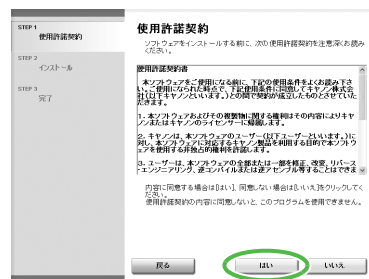 STEP 1
使用許諾契約
STEP 2
インストール
STEP 3
完了
使用許諾契約
ソフトウェアをインストールする前に、次の使用許諾契約を注意深くお読み
ください。
使用許諾契約書
本ソフトウェアをご使用になる前に、下記の使用条件をよくお読み下さ
い。ご使用になられた時点で、下記使用条件に同意してキヤノン株式会
社(以下キヤノンといいます。)との間で契約が成立したものとさせていた
だきます。
1. 本ソフトウェアおよびその複製物に関する権利はその内容によりキヤ
ノンまたはキヤノンのライセンサーに帰属します。
2. キヤノンは、本ソフトウェアのユーザー(以下ユーザーといいます。)に
対し、本ソフトウェアに対応するキヤノン製品を利用する目的で本ソフトウ
ェアを使用する非独占的権利を許諾します。
3. ユーザーは、本ソフトウェアの全部または一部を修正、改変、リバース
・エンジニアリング、逆コンパイルまたは逆アセンブル等することはできま
内容に同意する場合は[はい]、同意しない場合は[いいえ]をクリックしてく
ださい。
使用許諾契約の内容に同意しないと、このプログラムを使用できません。
戻る
はい
いいえ